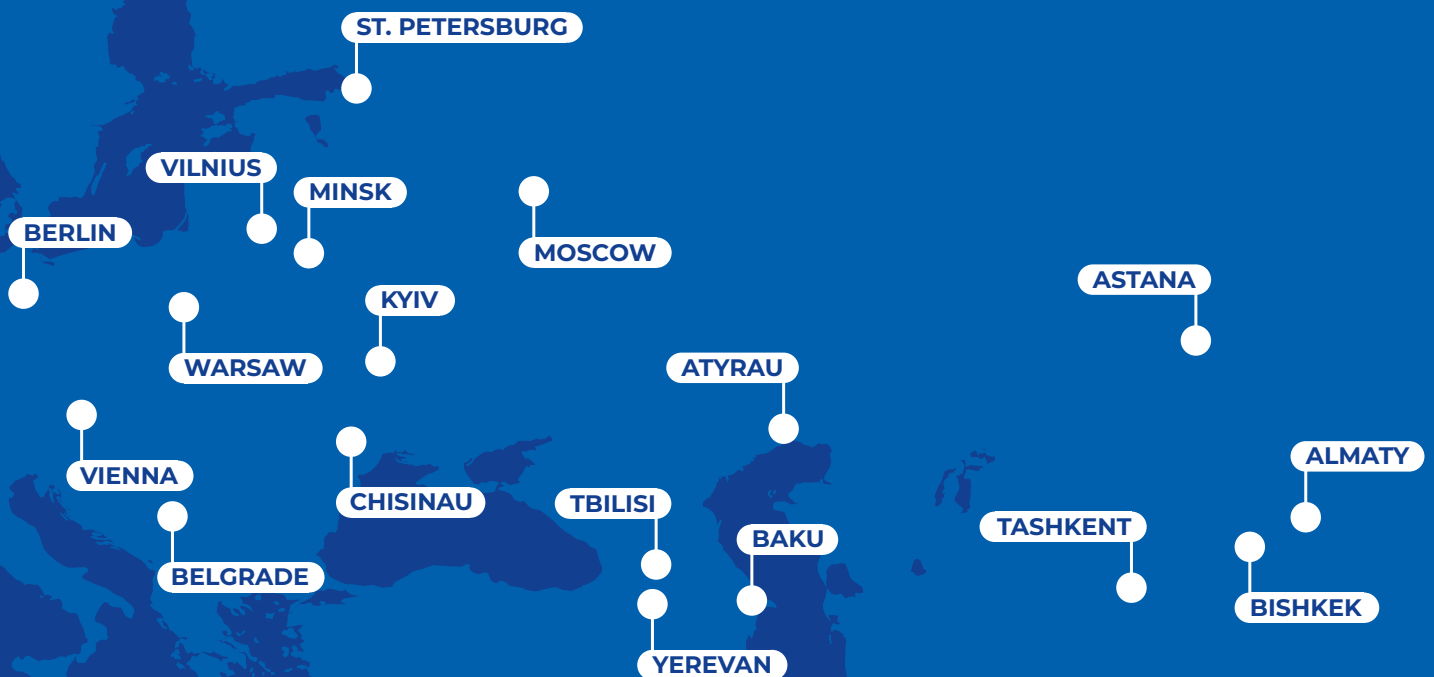 ST. PETERSBURG
VILNIUS
MINSK
BERLIN
MOSCOW
ASTANA
KYIV
WARSAW
ATYRAU
ALMATY
VIENNA
CHISINAU
TBILISI
TASHKENT
BAKU
BELGRADE
BISHKEK
YEREVAN